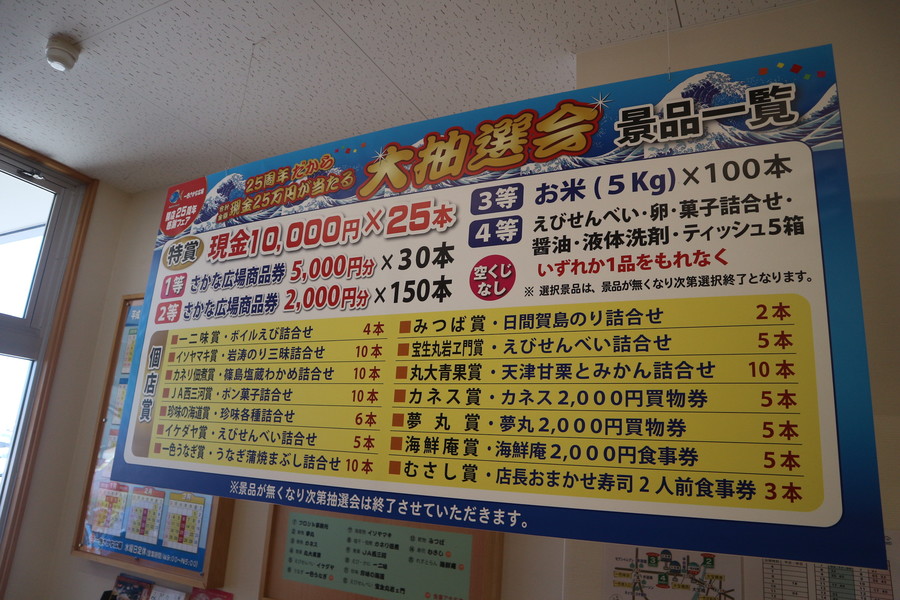 25周年だから
現金25万円が当たる
大抽選会
景品一覧
開店25周年
特賞 現金10,000円×25本
1等 さかな広場商品券 5,000円分×30本
2等 さかな広場商品券 2,000円分×150本
3等 お米(5Kg)×100本
4等 えびせんべい・卵・菓子詰合せ・
醤油・液体洗剤・ティッシュ5箱
いずれか1品をもれなく
空くじなし
※ 選択景品は、景品が無くなり次第選択終了となります。
個店賞
■一二味賞・ボイルえび詰合せ 4本
■イソヤマキ賞・岩涛のり三昧詰合せ 10本
■カネリ佃煮賞・篠島塩蔵わかめ詰合せ 10本
■JA西三河賞・ポン菓子詰合せ 10本
■珍味の海道賞・珍味各種詰合せ 6本
■イケダヤ賞・えびせんべい詰合せ 5本
■一色うなぎ賞・うなぎ蒲焼まぶし詰合せ 10本
■みつば賞・日間賀島のり詰合せ 2本
■宝生丸岩ヱ門賞・えびせんべい詰合せ 5本
■丸大青果賞・天津甘栗とみかん詰合せ 10本
■カネス賞・カネス2,000円買物券 5本
■夢丸賞・夢丸2,000円買物券 5本
■海鮮庵賞・海鮮庵2,000円食事券 5本
■むさし賞・店長おまかせ寿司2人前食事券 3本
※景品が無くなり次第抽選会は終了させていただきます。